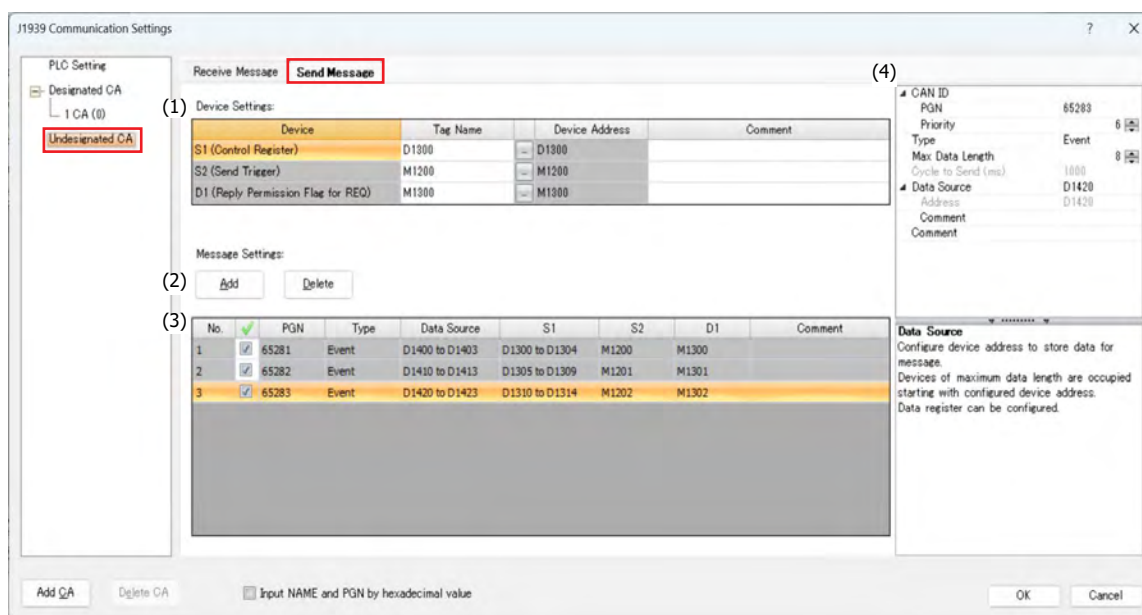 J1939 Communication Settings ? X
PLC Setting
Designated CA
1 CA (0)
Undesignated CA
Receive Message Send Message
(1) Device Settings:
Device Tag Name Device Address Comment
S1 (Control Register) D1300 ... D1300
S2 (Send Trigger) M1200 ... M1200
D1 (Reply Permission Flag for REQ) M1300 ... M1300
Message Settings:
(2) Add Delete
(3)
No. PGN Type Data Source S1 S2 D1 Comment
1 65281 Event D1400 to D1403 D1300 to D1304 M1200 M1300
2 65282 Event D1410 to D1413 D1305 to D1309 M1201 M1301
3 65283 Event D1420 to D1423 D1310 to D1314 M1202 M1302
(4)
CAN ID
PGN 65283
Priority 6
Type Event
Max Data Length 8
Cycle to Send (ms) 1000
Data Source D1420
Address D1420
Comment
Comment
Data Source
Configure device address to store data for
message.
Devices of maximum data length are occupied
starting with configured device address.
Data register can be configured.
Add CA Delete CA Input NAME and PGN by hexadecimal value OK Cancel